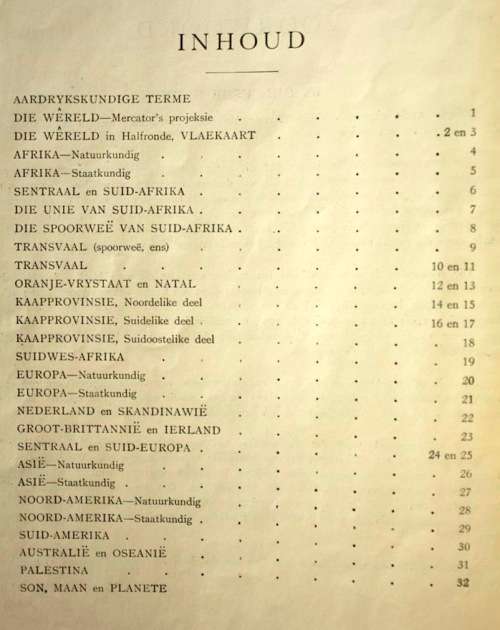 INHOUD
AARDRYKSKUNDIGE TERME
DIE WÊRELD—Mercator's projeksie . . . . . . 1
DIE WÊRELD in Halfronde, VLAEKAART . . . . . 2 en 3
AFRIKA—Natuurkundig . . . . . . . . 4
AFRIKA—Staatkundig . . . . . . . . 5
SENTRAAL en SUID-AFRIKA . . . . . . . 6
DIE UNIE VAN SUID-AFRIKA . . . . . . . 7
DIE SPOORWEË VAN SUID-AFRIKA . . . . . . 8
TRANSVAAL (spoorweë, ens) . . . . . . . 9
TRANSVAAL . . . . . . . . 10 en 11
ORANJE-VRYSTAAT en NATAL . . . . . . 12 en 13
KAAPPROVINSIE, Noordelike deel . . . . . 14 en 15
KAAPPROVINSIE, Suidelike deel . . . . . . 16 en 17
KAAPPROVINSIE, Suidoostelike deel . . . . . . 18
SUIDWES-AFRIKA . . . . . . . . 19
EUROPA—Natuurkundig . . . . . . . . 20
EUROPA—Staatkundig . . . . . . . . 21
NEDERLAND en SKANDINAWIË . . . . . . 22
GROOT-BRITTANNIË en IERLAND . . . . . . 23
SENTRAAL en SUID-EUROPA . . . . . . 24 en 25
ASIË—Natuurkundig . . . . . . . . 26
ASIË—Staatkundig . . . . . . . . 27
NOORD-AMERIKA—Natuurkundig . . . . . . 28
NOORD-AMERIKA—Staatkundig . . . . . . . 29
SUID-AMERIKA . . . . . . . . 30
AUSTRALIË en OSEANIË . . . . . . . 31
PALESTINA . . . . . . . . 32
SON, MAAN en PLANETE